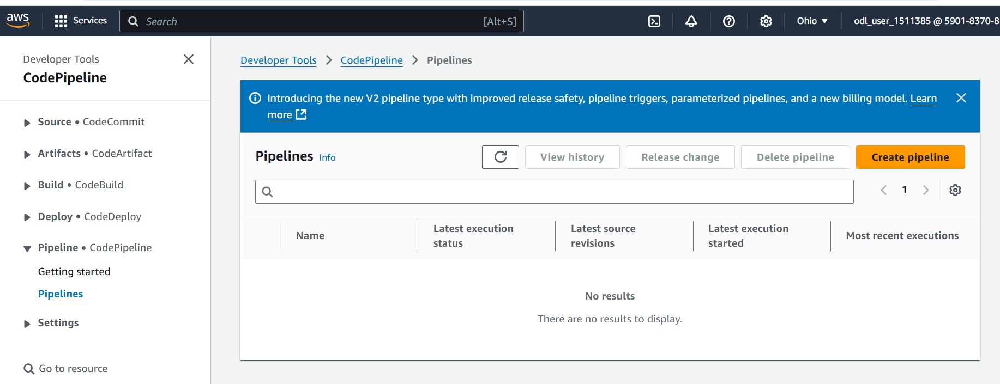 aws
Services
Search
[Alt+S]
Ohio
odl_user_1511385 @ 5901-8370-8
Developer Tools
CodePipeline
Source • CodeCommit
Artifacts • CodeArtifact
Build • CodeBuild
Deploy • CodeDeploy
Pipeline • CodePipeline
Getting started
Pipelines
Settings
Go to resource
Developer Tools
CodePipeline
Pipelines
Introducing the new V2 pipeline type with improved release safety, pipeline triggers, parameterized pipelines, and a new billing model. Learn
more
Pipelines Info
View history
Release change
Delete pipeline
Create pipeline
1
Name
Latest execution
status
Latest source
revisions
Latest execution
started
Most recent executions
No results
There are no results to display.